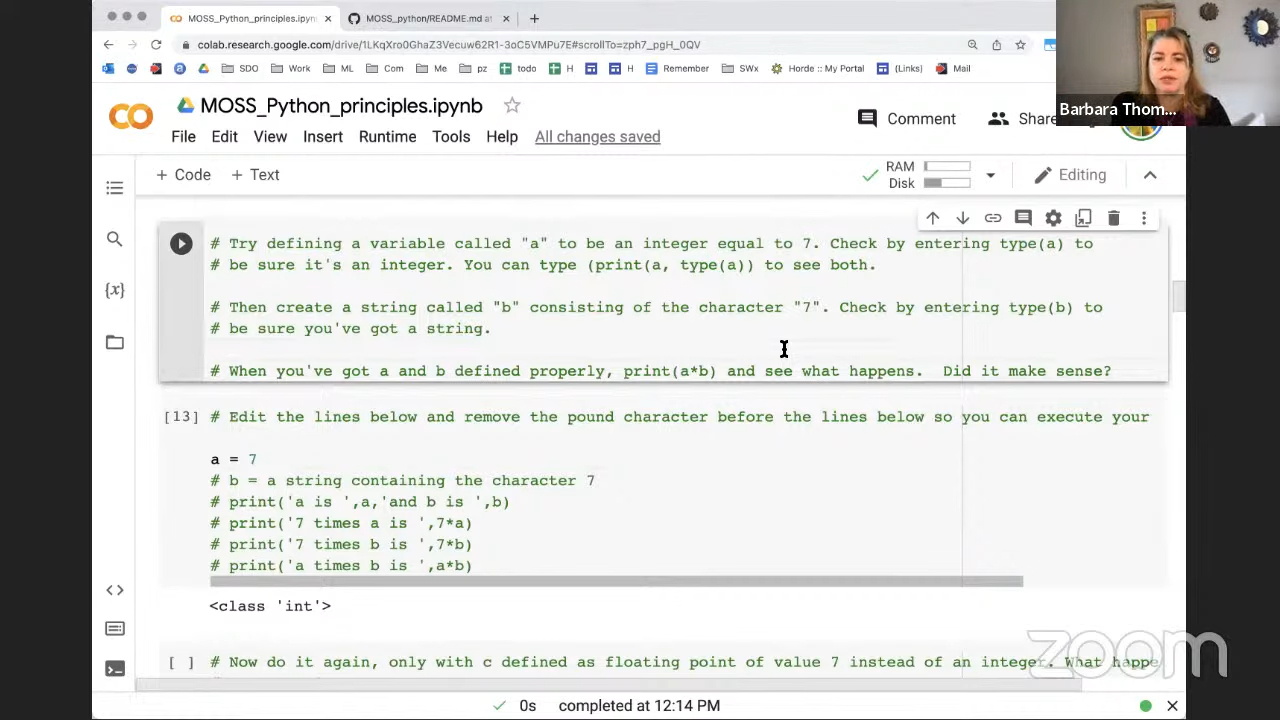 MOSS_Python_principles.ipynb
MOSS_python/README.md at
colab.research.google.com/drive/1LKqXro0GhaZ3Vecuw62R1-3oC5VMPu7E#scrollTo=zph7_pgH_0QV
SDO Work ML Com Me pz todo H H Remember SWx Horde :: My Portal (Links) Mail
Barbara Thom...
MOSS_Python_principles.ipynb
Comment Share
File Edit View Insert Runtime Tools Help All changes saved
+ Code + Text
RAM
Disk
Editing
# Try defining a variable called "a" to be an integer equal to 7. Check by entering type(a) to
# be sure it's an integer. You can type (print(a, type(a)) to see both.
# Then create a string called "b" consisting of the character "7". Check by entering type(b) to
# be sure you've got a string.
# When you've got a and b defined properly, print(a*b) and see what happens.  Did it make sense?
[13] # Edit the lines below and remove the pound character before the lines below so you can execute your
a = 7
# b = a string containing the character 7
# print('a is ',a,'and b is ',b)
# print('7 times a is ',7*a)
# print('7 times b is ',7*b)
# print('a times b is ',a*b)
<class 'int'>
[ ] # Now do it again, only with c defined as floating point of value 7 instead of an integer. What happe
zoom
0s completed at 12:14 PM